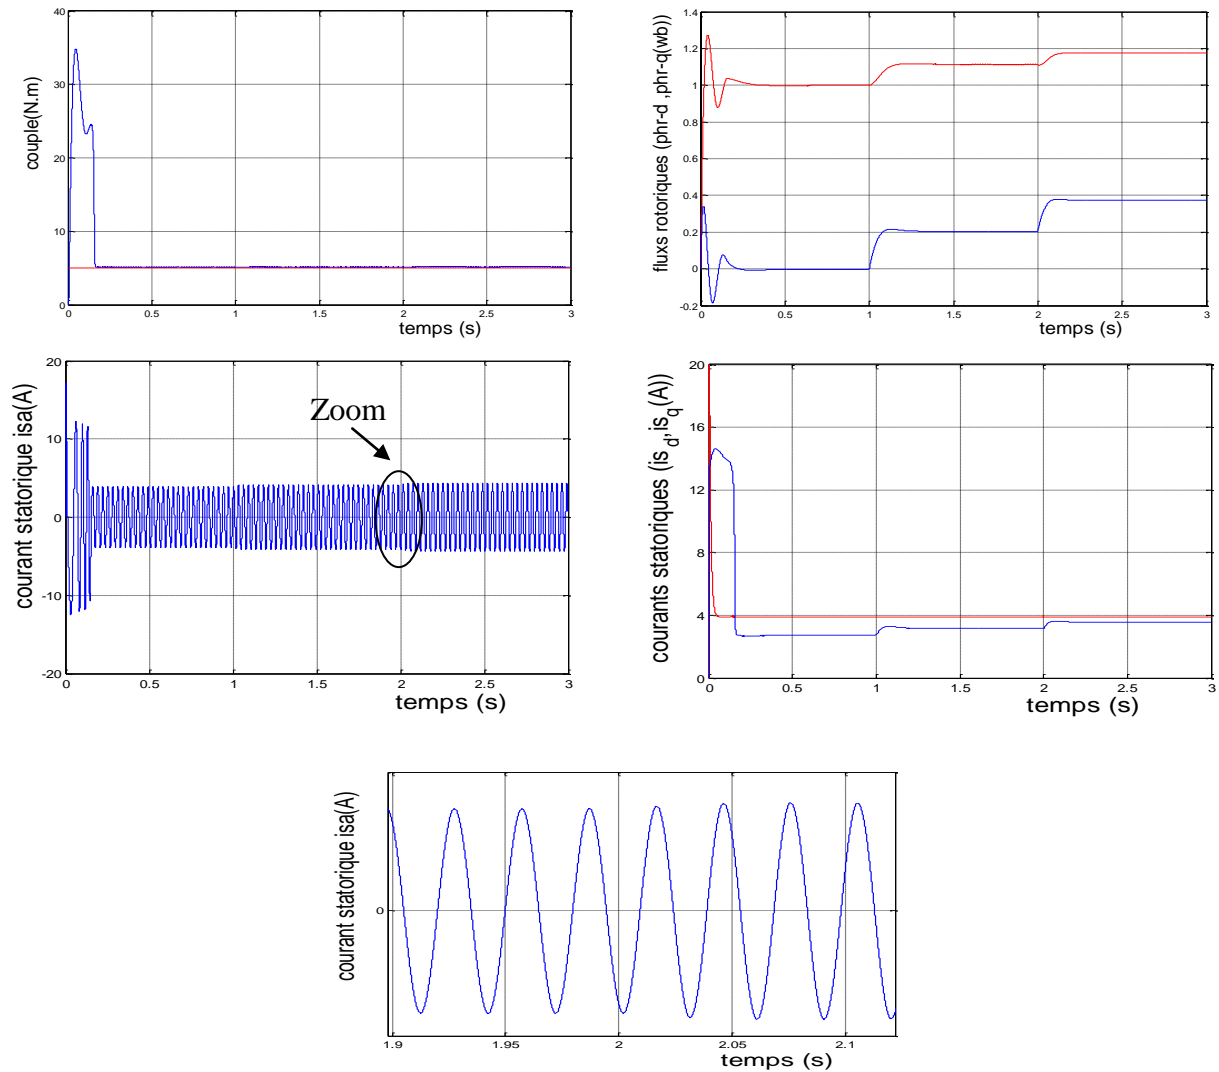 couple(N.m)
40
30
20
10
0
0 0.5 1 1.5 2 2.5 3
temps (s)
fluxs rotoriques (phr-d ,phr-q(wb))
1.4
1.2
1
0.8
0.6
0.4
0.2
0
-0.2
0 0.5 1 1.5 2 2.5 3
temps (s)
courant statorique isa(A)
20
10
0
-10
-20
Zoom
0 0.5 1 1.5 2 2.5 3
temps (s)
courants statoriques (is_d,is_q(A))
20
16
12
8
4
0
0 0.5 1 1.5 2 2.5 3
temps (s)
courant statorique isa(A)
0
1.9 1.95 2 2.05 2.1
temps (s)